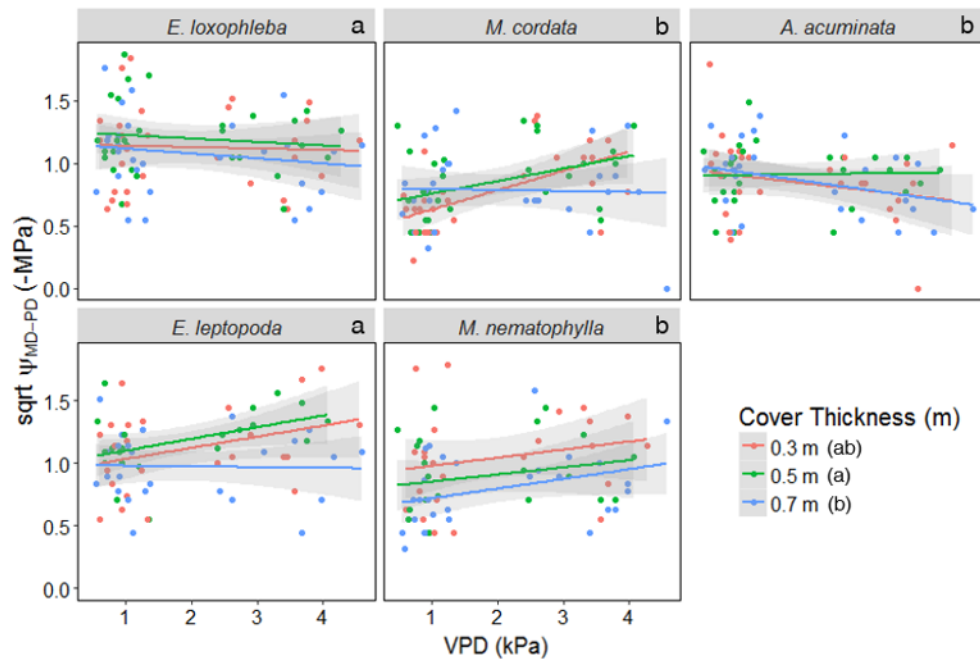 E. loxophleba a M. cordata b A. acuminata b
1.5
1.0
0.5
0.0
E. leptopoda a M. nematophylla b
1.5
1.0
0.5
0.0
1 2 3 4 1 2 3 4
sqrt ΨMD−PD (-MPa)
VPD (kPa)
Cover Thickness (m)
0.3 m (ab)
0.5 m (a)
0.7 m (b)